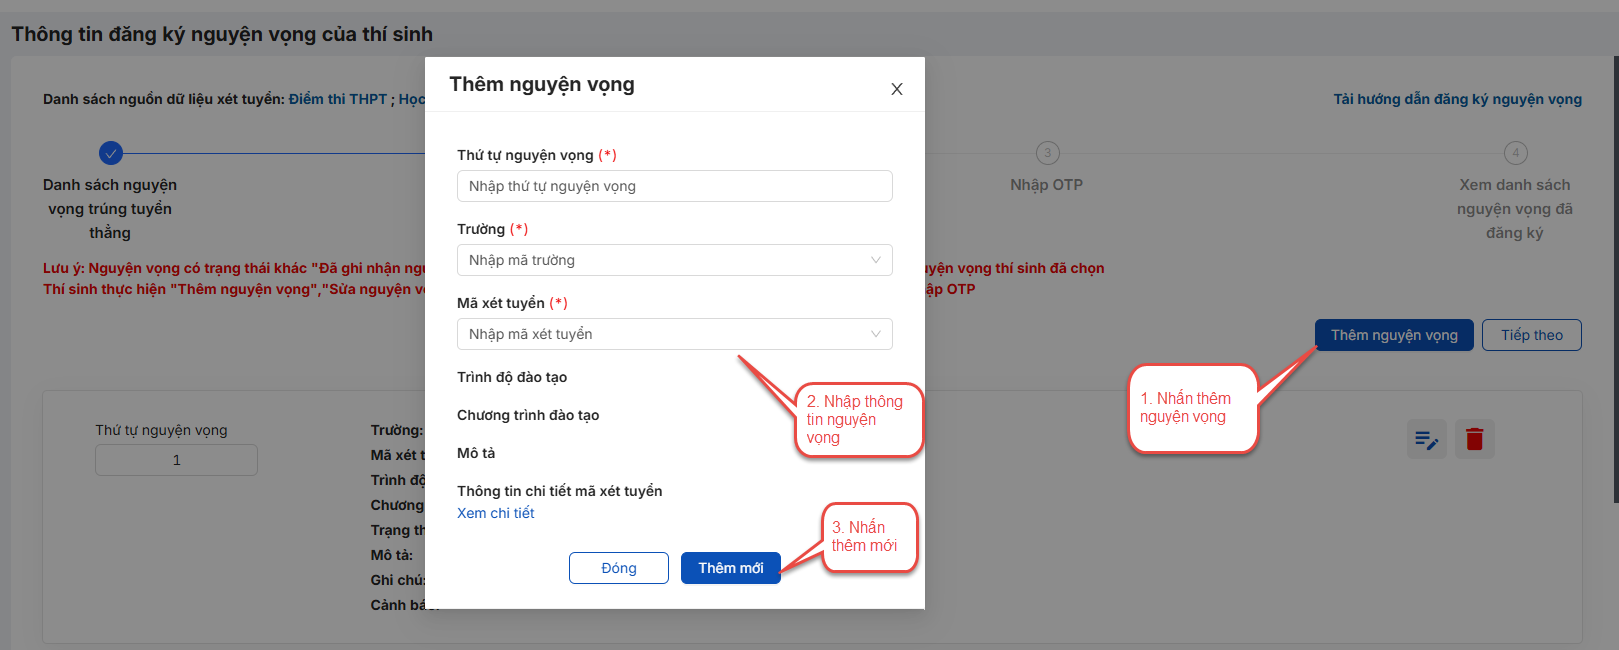 Thông tin đăng ký nguyện vọng của thí sinh
Danh sách nguồn dữ liệu xét tuyển: Điểm thi THPT ; Học
Tải hướng dẫn đăng ký nguyện vọng
Danh sách nguyện
vọng trúng tuyển
thẳng
3
Nhập OTP
4
Xem danh sách
nguyện vọng đã
đăng ký
Lưu ý: Nguyện vọng có trạng thái khác "Đã ghi nhận
vọng thí sinh đã chọn
Thí sinh thực hiện "Thêm nguyện vọng","Sửa nguyện
OTP
Thêm nguyện vọng
Tiếp theo
1. Nhấn thêm
nguyện vọng
Thứ tự nguyện vọng
1
Trường:
Mã xét
Trình độ
Chương
Trạng
Mô tả:
Ghi chú:
Cảnh
Thêm nguyện vọng
X
Thứ tự nguyện vọng (*)
Nhập thứ tự nguyện vọng
Trường (*)
Nhập mã trường
Mã xét tuyển (*)
Nhập mã xét tuyển
Trình độ đào tạo
Chương trình đào tạo
Mô tả
Thông tin chi tiết mã xét tuyển
Xem chi tiết
2. Nhập thông
tin nguyện
vọng
Đóng
Thêm mới
3. Nhấn
thêm mới